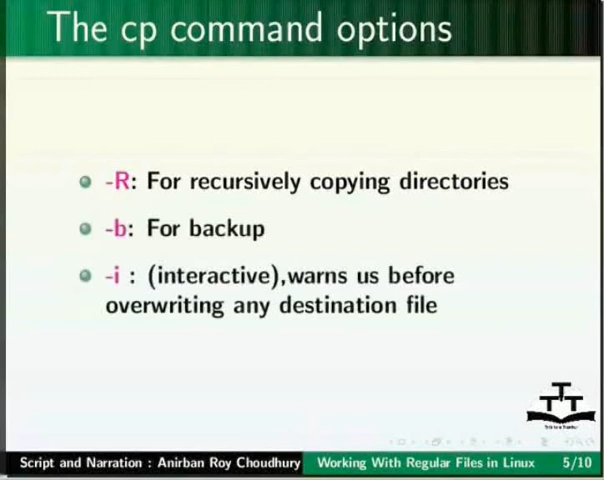 The cp command options
-R: For recursively copying directories
-b: For backup
-i : (interactive),warns us before
overwriting any destination file
TTT
Script and Narration : Anirban Roy Choudhury Working With Regular Files in Linux 5/10